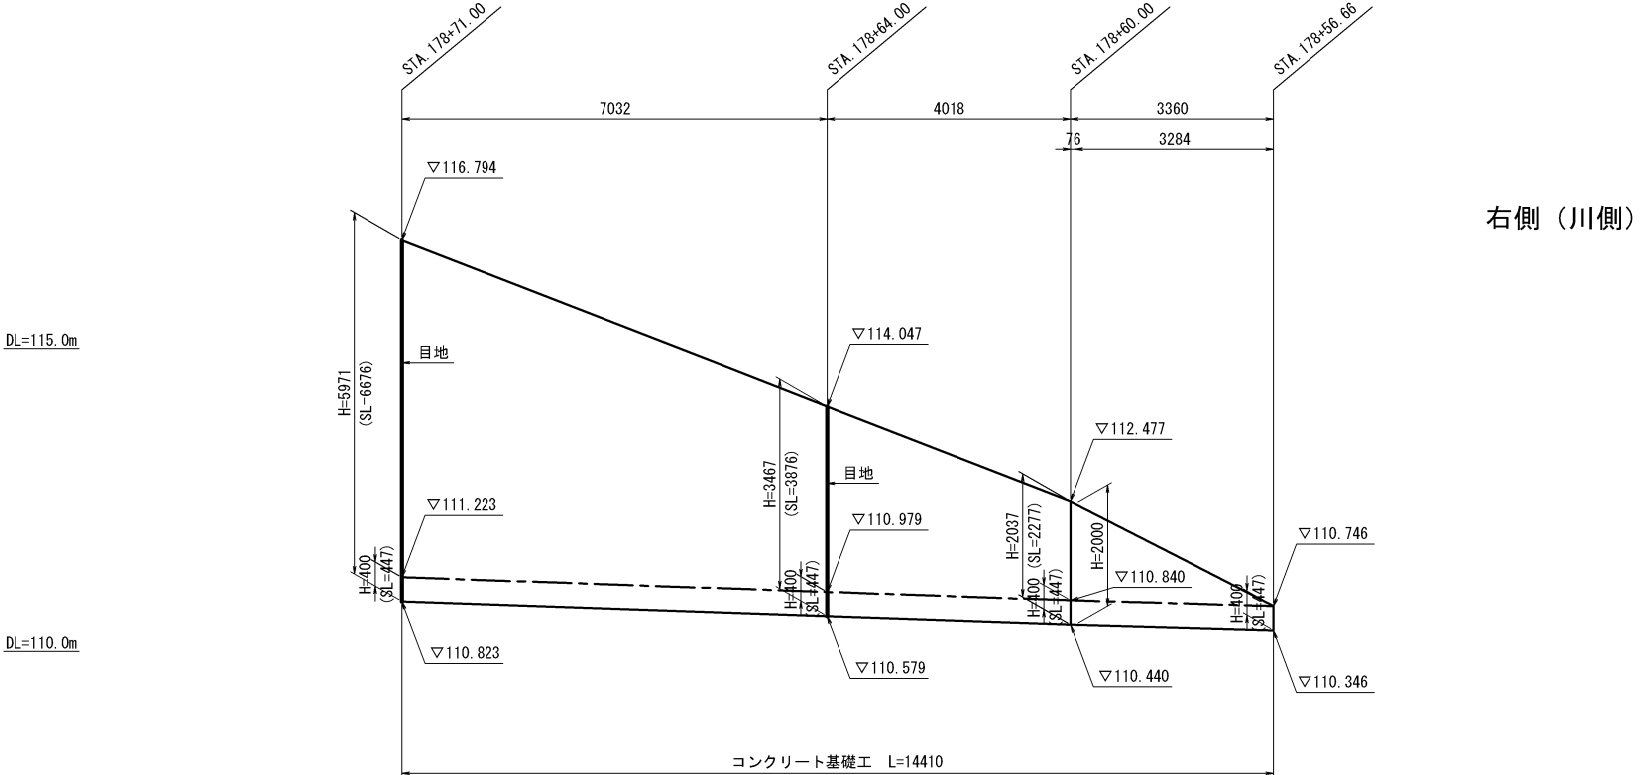 STA.178+71.00
STA.178+64.00
STA.178+60.00
STA.178+56.66
7032
4018
3360
76
3284
▽116.794
右側（川側）
▽114.047
DL=115.0m
目地
H=5971
(SL-6676)
▽112.477
H=3467
(SL=3876)
目地
▽111.223
▽110.979
H=2037
(SL=2277)
H=2000
▽110.746
H=400
(SL=447)
H=400
(SL=447)
H=400
(SL=447)
▽110.840
H=400
(SL=447)
DL=110.0m
▽110.823
▽110.579
▽110.440
▽110.346
コンクリート基礎工 L=14410